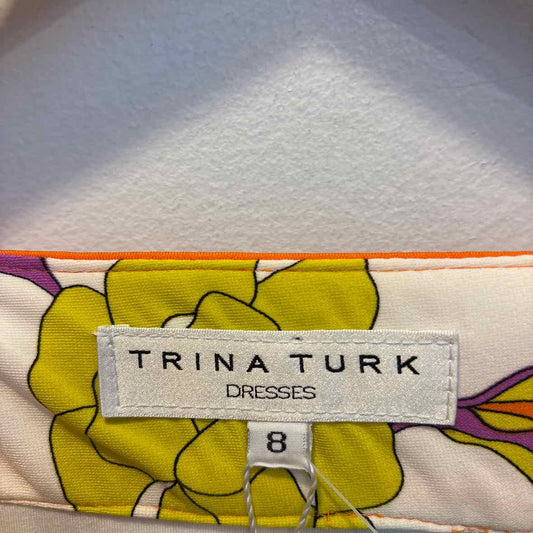 TRINA TURK
DRESSES
8